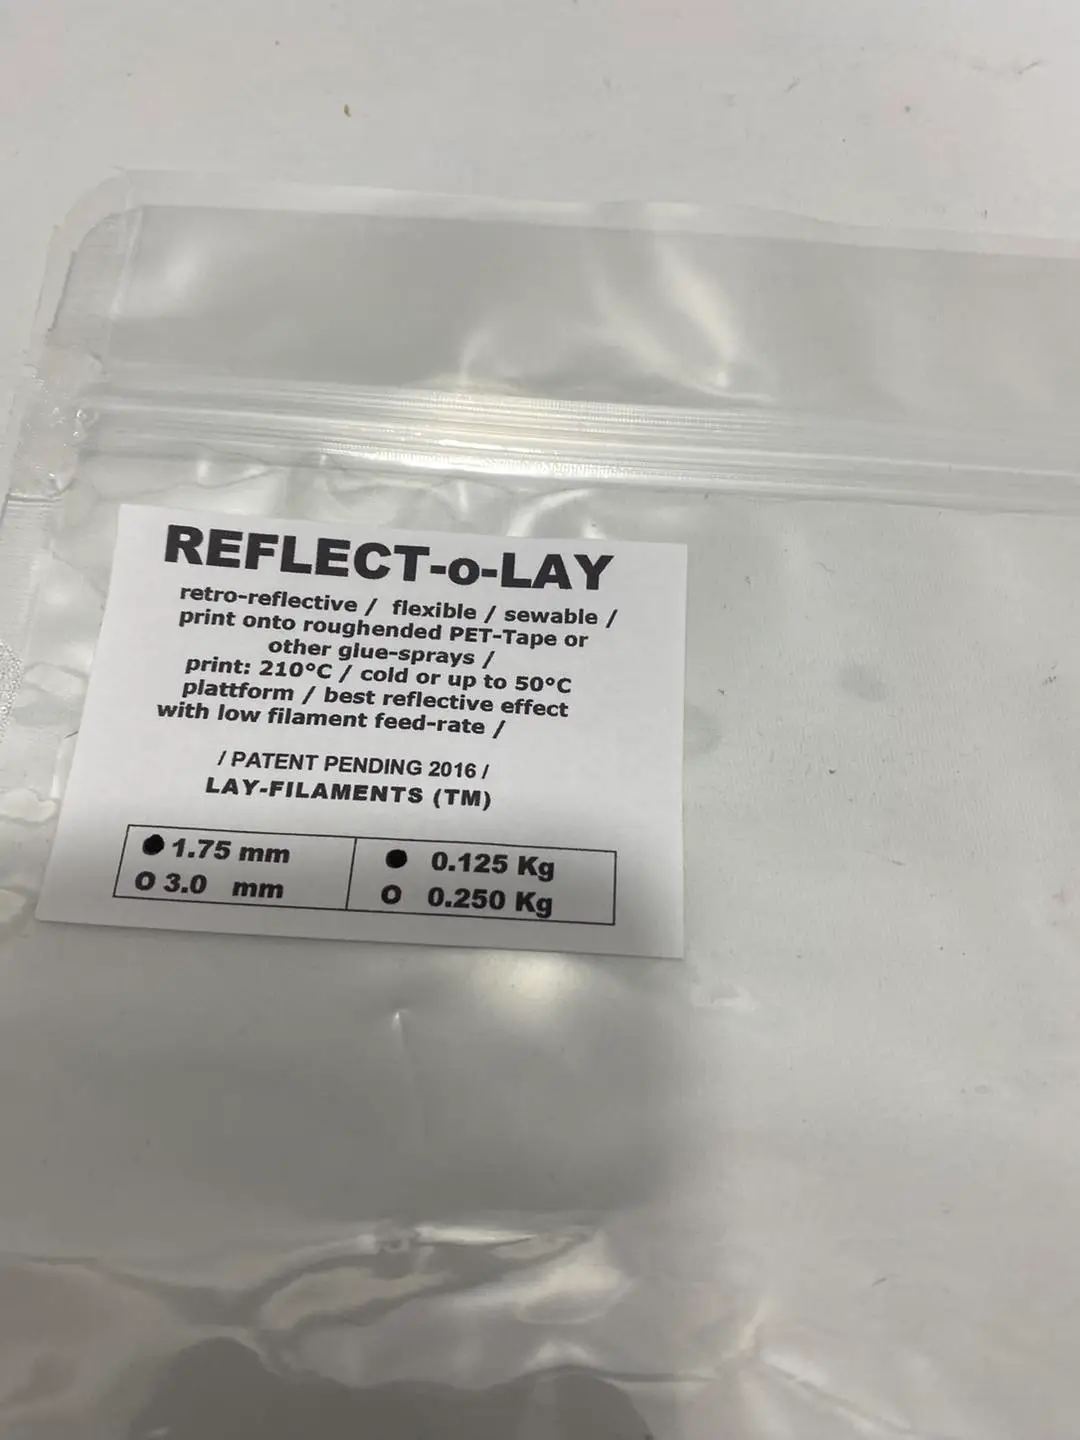 REFLECT-o-LAY
retro-reflective / flexible / sewable /
print onto roughended PET-Tape or
other glue-sprays /
print: 210°C / cold or up to 50°C
plattform / best reflective effect
with low filament feed-rate /
/ PATENT PENDING 2016 /
LAY-FILAMENTS (TM)
● 1.75 mm
O 3.0 mm
● 0.125 Kg
O 0.250 Kg